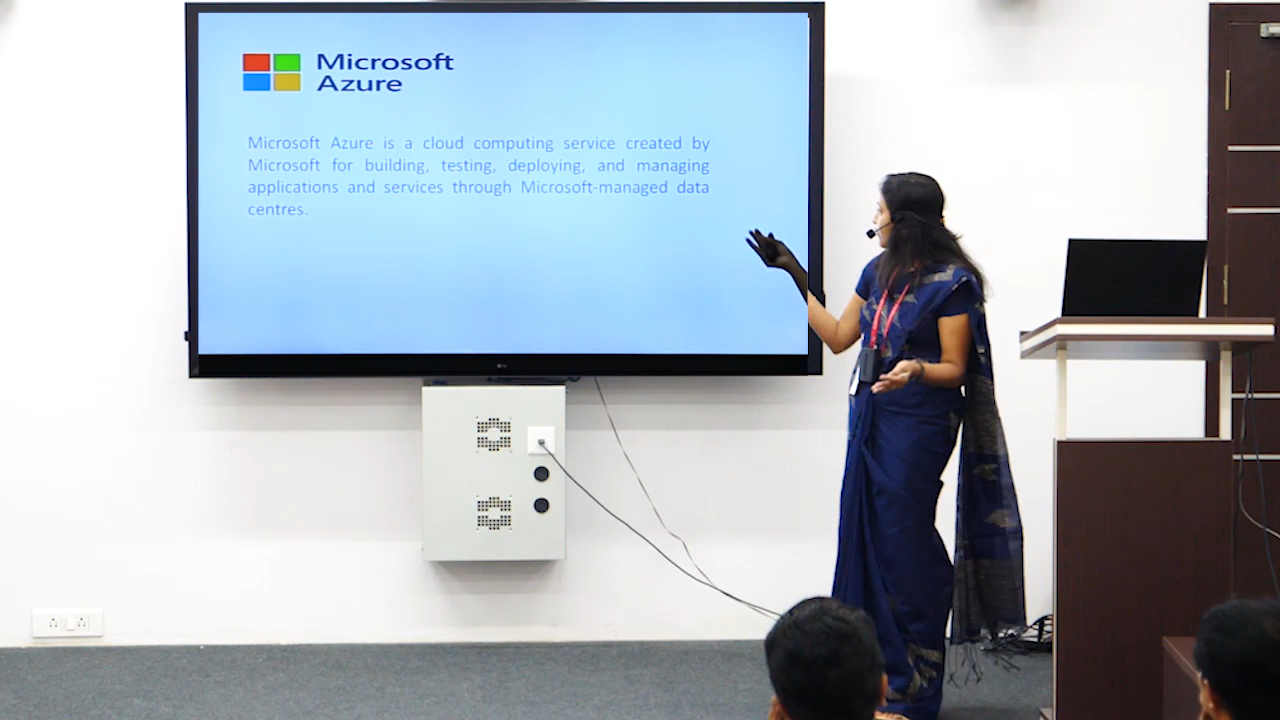 Microsoft
Azure
Microsoft Azure is a cloud computing service created by
Microsoft for building, testing, deploying, and managing
applications and services through Microsoft-managed data
centres.
LG